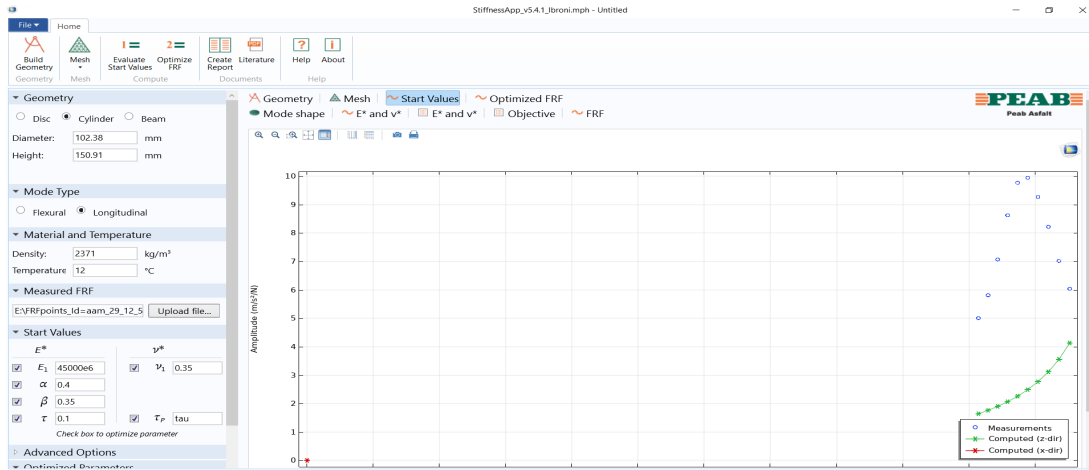 StiffnessApp_v5.4.1_lbroni.mph - Untitled
File Home
Build Geometry
Mesh
1= Evaluate Start Values
2= Optimize FRF
Create Report
PDF Literature
? Help
i About
Geometry Mesh Compute Documents Help
Geometry
Disc Cylinder Beam
Diameter: 102.38 mm
Height: 150.91 mm
Mode Type
Flexural Longitudinal
Material and Temperature
Density: 2371 kg/m³
Temperature 12 °C
Measured FRF
E:\FRFpoints_Id=aam_29_12_5 Upload file...
Start Values
E* ν*
E₁ 45000e6 ν₁ 0.35
α 0.4
β 0.35
τ 0.1 τₚ tau
Check box to optimize parameter
Advanced Options
Optimized Parameters
Geometry Mesh Start Values Optimized FRF
Mode shape E* and v* E* and v* Objective FRF
PEAB
Peab Asfalt
Amplitude (m/s²/N)
10
9
8
7
6
5
4
3
2
1
0
Measurements
Computed (z-dir)
Computed (x-dir)